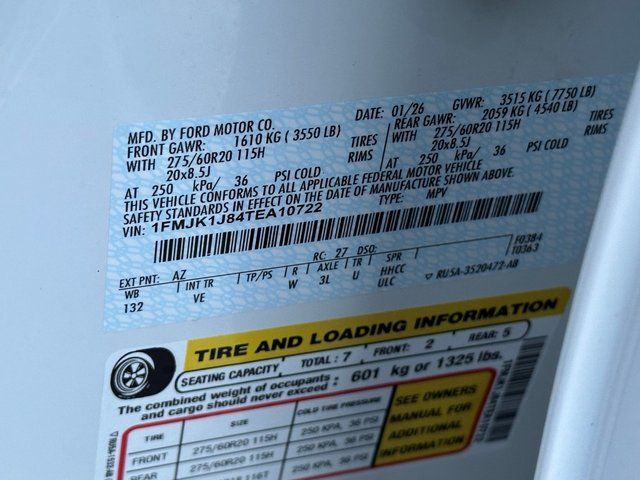 MFD. BY FORD MOTOR CO. DATE: 01/26 GVWR: 3515 KG ( 7750 LB)
FRONT GAWR: 1610 KG ( 3550 LB) REAR GAWR: 2059 KG ( 4540 LB)
WITH 275/60R20 115H TIRES 275/60R20 115H TIRES
20x8.5J RIMS 20x8.5J RIMS
AT 250 kPa/ 36 PSI COLD AT 250 kPa/ 36 PSI COLD
THIS VEHICLE CONFORMS TO ALL APPLICABLE FEDERAL MOTOR VEHICLE
SAFETY STANDARDS IN EFFECT ON THE DATE OF MANUFACTURE SHOWN ABOVE.
VIN: 1FMJK1J84TEA10722 TYPE: MPV
F0384
T0363
EXT PNT: AZ RC: 27 DSO:
WB INT TR TP/PS R AXLE TR SPR
132 VE W 3L U HHCC
ULC ▽ RU5A-3520472-AB
TIRE AND LOADING INFORMATION
SEATING CAPACITY TOTAL : 7 FRONT: 2 REAR: 5
The combined weight of occupants and cargo should never exceed : 601 kg or 1325 lbs.
TIRE SIZE COLD TIRE PRESSURE
FRONT 275/60R20 115H 250 KPA, 36 PSI
REAR 275/60R20 115H 250 KPA, 36 PSI
SEE OWNERS
MANUAL FOR
ADDITIONAL
INFORMATION